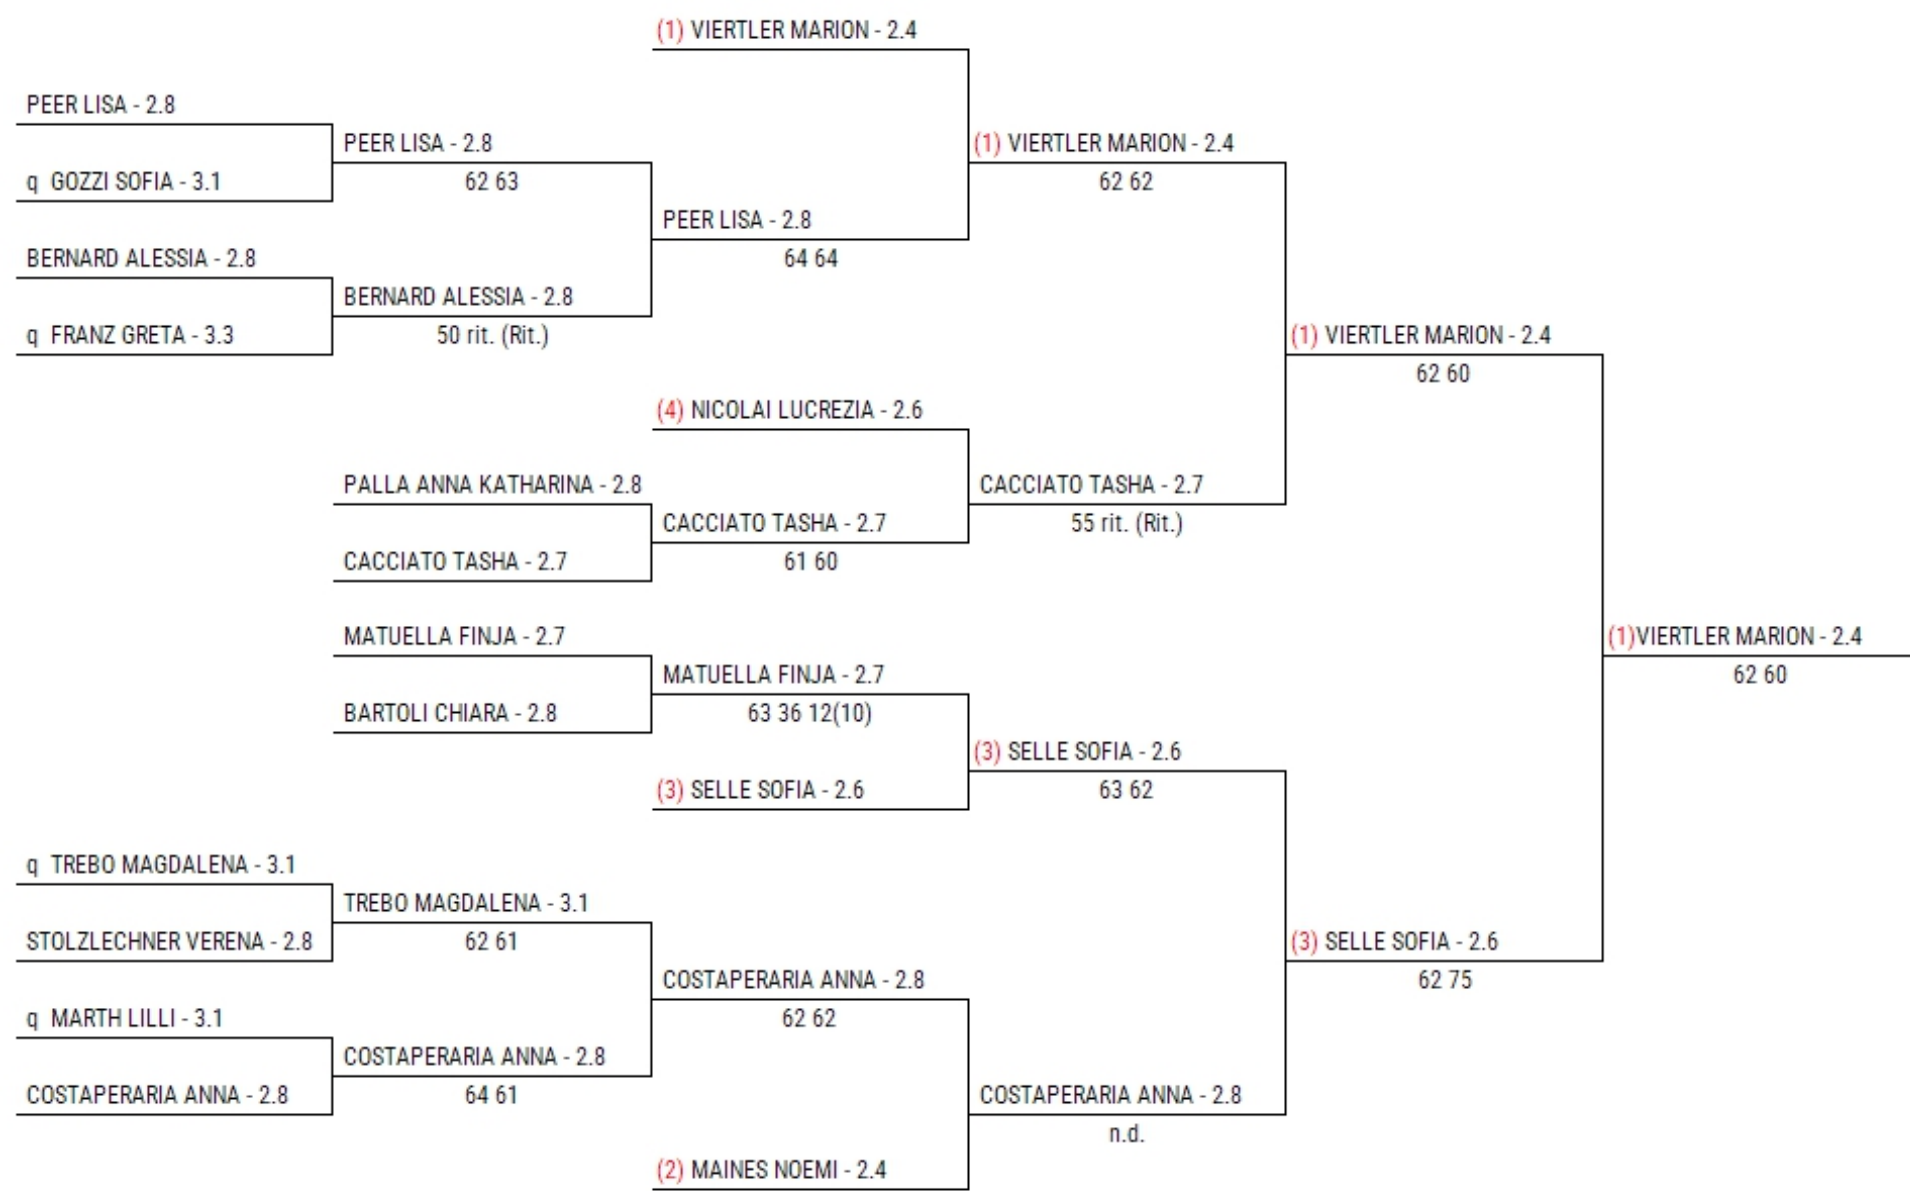 (1) VIERTLER MARION - 2.4
PEER LISA - 2.8
PEER LISA - 2.8
(1) VIERTLER MARION - 2.4
q GOZZI SOFIA - 3.1
62 63
62 62
PEER LISA - 2.8
BERNARD ALESSIA - 2.8
64 64
BERNARD ALESSIA - 2.8
q FRANZ GRETA - 3.3
50 rit. (Rit.)
(1) VIERTLER MARION - 2.4
62 60
(4) NICOLAI LUCREZIA - 2.6
PALLA ANNA KATHARINA - 2.8
CACCIATO TASHA - 2.7
CACCIATO TASHA - 2.7
55 rit. (Rit.)
CACCIATO TASHA - 2.7
61 60
MATUELLA FINJA - 2.7
(1)VIERTLER MARION - 2.4
MATUELLA FINJA - 2.7
62 60
BARTOLI CHIARA - 2.8
63 36 12(10)
(3) SELLE SOFIA - 2.6
(3) SELLE SOFIA - 2.6
63 62
q TREBO MAGDALENA - 3.1
TREBO MAGDALENA - 3.1
STOLZLECHNER VERENA - 2.8
62 61
(3) SELLE SOFIA - 2.6
COSTAPERARIA ANNA - 2.8
62 75
q MARTH LILLI - 3.1
62 62
COSTAPERARIA ANNA - 2.8
COSTAPERARIA ANNA - 2.8
64 61
COSTAPERARIA ANNA - 2.8
n.d.
(2) MAINES NOEMI - 2.4